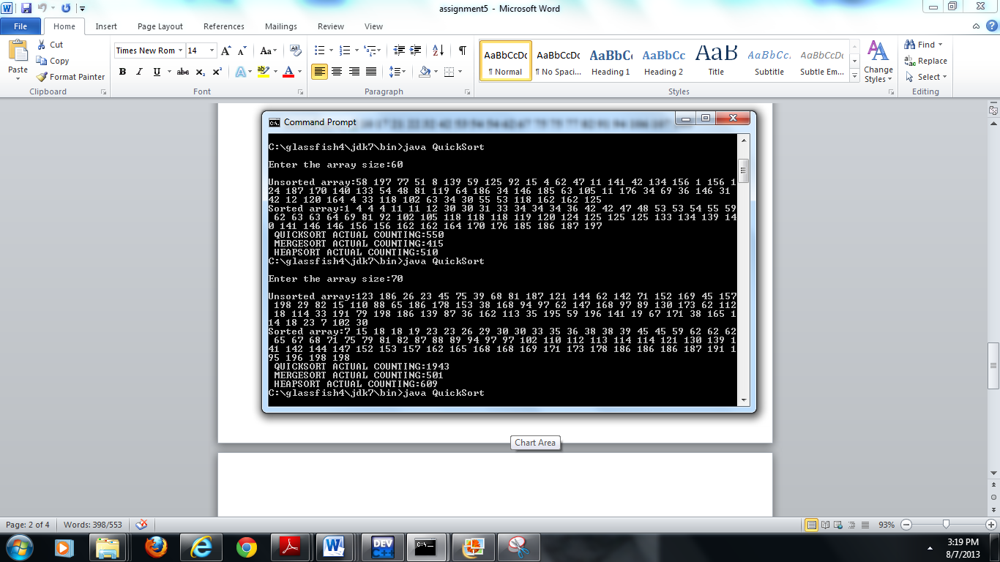 assignment5 - Microsoft Word
File Home Insert Page Layout References Mailings Review View
Paste
Cut
Copy
Format Painter
Clipboard
Times New Rom 14
Font
Paragraph
AaBbCcDc AaBbCcDc AaBbC AaBbCc AaB AaBbCc. AaBbCcDc
¶ Normal ¶ No Spaci... Heading 1 Heading 2 Title Subtitle Subtle Em...
Change Styles
Styles
Find
Replace
Select
Editing
Command Prompt
C:\glassfish4\jdk7\bin>java QuickSort
Enter the array size:60
Unsorted array:58 197 77 51 8 139 59 125 92 15 4 62 47 11 141 42 134 156 1 156 1
24 187 170 140 133 54 48 81 119 64 186 34 146 185 63 105 11 176 34 69 36 146 31
42 12 120 164 4 33 118 102 63 34 30 55 53 118 162 162 125
Sorted array:1 4 4 4 11 11 12 30 30 31 33 34 34 34 36 42 42 47 48 53 53 54 55 59
62 63 63 64 69 81 92 102 105 118 118 118 119 120 124 125 125 125 133 134 139 14
0 141 146 146 156 156 162 162 164 170 176 185 186 187 197
QUICKSORT ACTUAL COUNTING:550
MERGESORT ACTUAL COUNTING:415
HEAPSORT ACTUAL COUNTING:510
C:\glassfish4\jdk7\bin>java QuickSort
Enter the array size:70
Unsorted array:123 186 26 23 45 75 39 68 81 187 121 144 62 142 71 152 169 45 157
198 29 82 15 110 88 65 186 178 153 38 168 94 97 62 147 168 97 89 130 173 62 112
18 114 33 191 79 198 186 139 87 36 162 113 35 195 59 196 141 19 67 171 38 165 1
14 18 23 7 102 30
Sorted array:7 15 18 18 19 23 23 26 29 30 30 33 35 36 38 38 39 45 45 59 62 62 62
65 67 68 71 75 79 81 82 87 88 89 94 97 97 102 110 112 113 114 114 121 130 139 1
41 142 144 147 152 153 157 162 165 168 168 169 171 173 178 186 186 186 187 191 1
95 196 198 198
QUICKSORT ACTUAL COUNTING:1943
MERGESORT ACTUAL COUNTING:501
HEAPSORT ACTUAL COUNTING:609
C:\glassfish4\jdk7\bin>java QuickSort
Chart Area
Page: 2 of 4 Words: 398/553 93%
3:19 PM
8/7/2013